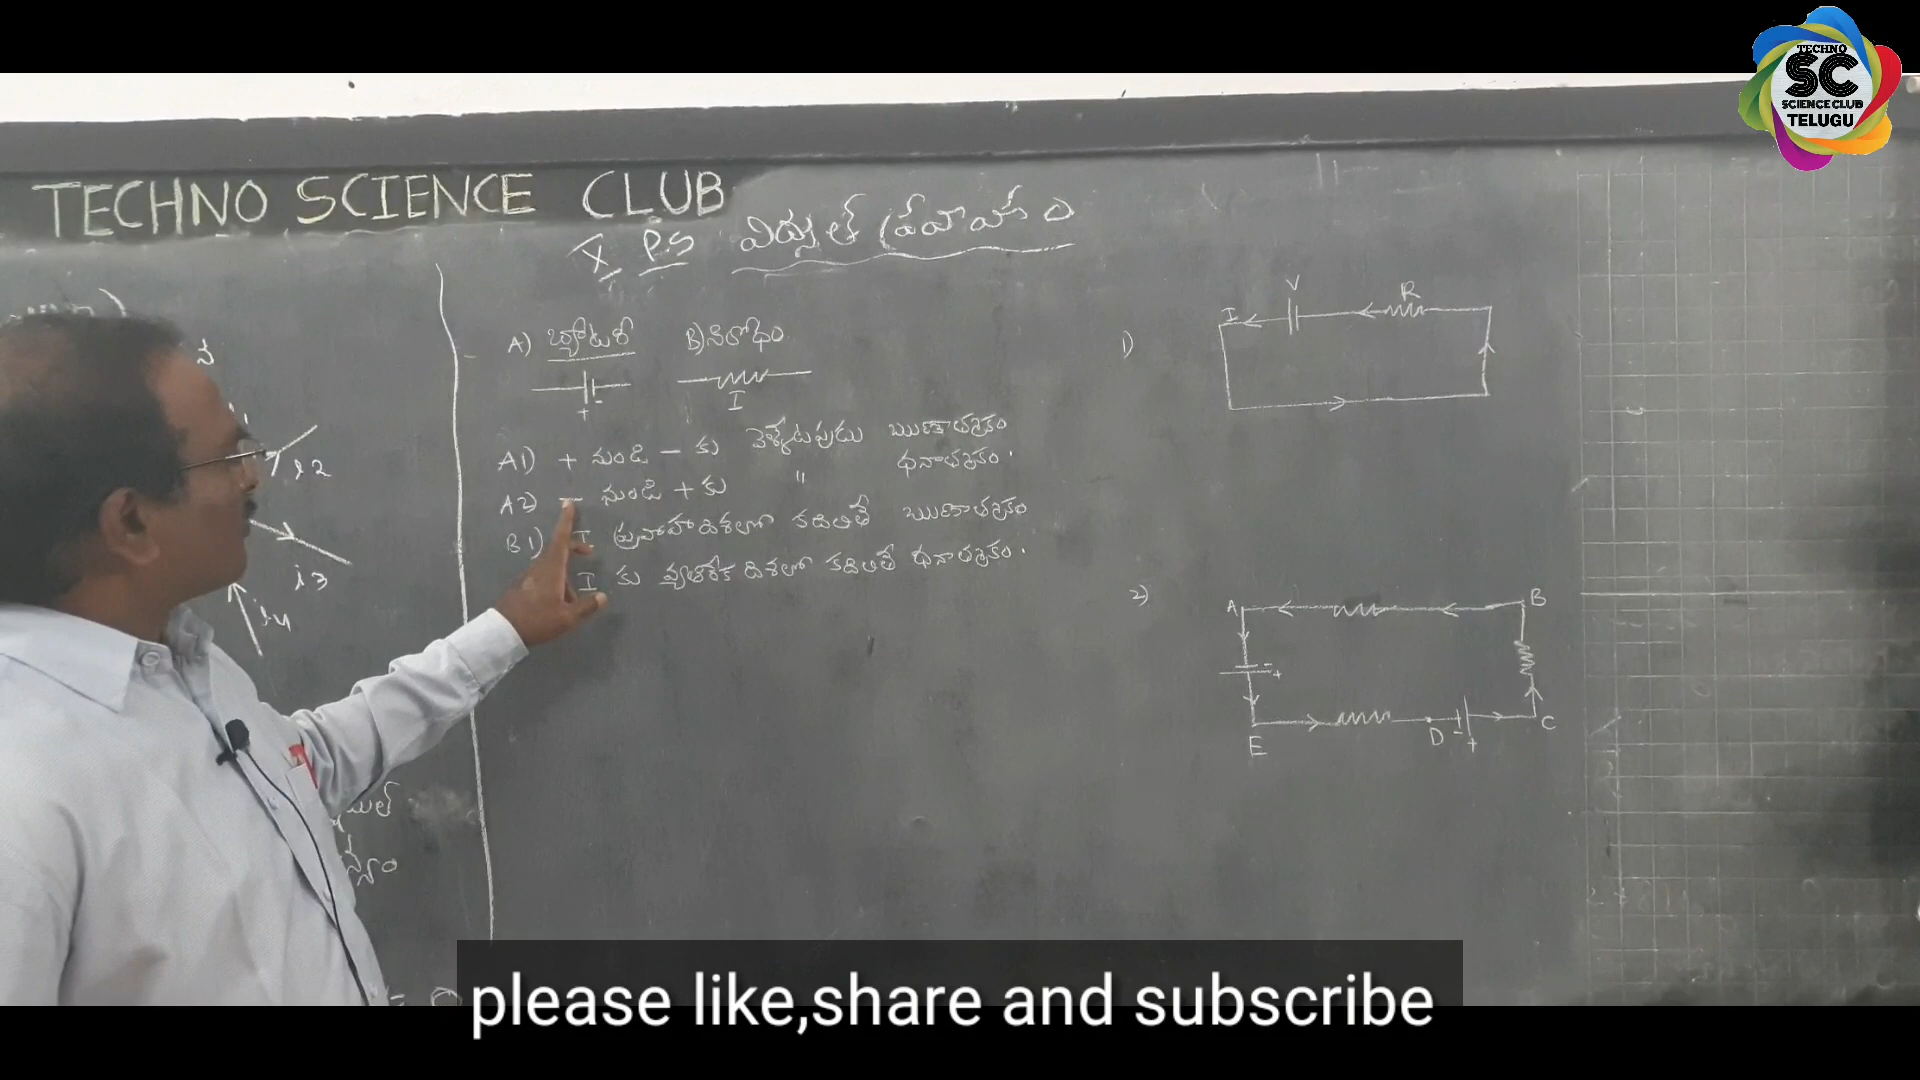 TECHNO
SC
SCIENCE CLUB
TELUGU
TECHNO SCIENCE CLUB
X P.S విద్యుత్ ప్రవాహం
A) బ్యాటరీ B) నిరోధం
+ -
I
A1) + నుండి - కు వెళ్ళేటపుడు ఋణాత్మకం
A2) - నుండి + కు " ధనాత్మకం.
B1) I ప్రవాహదిశలో కదిలితే ఋణాత్మకం
I కు వ్యతిరేక దిశలో కదిలితే ధనాత్మకం.
i2
i3
i4
1)
I V R
2)
A B
- +
E D - + C
please like,share and subscribe